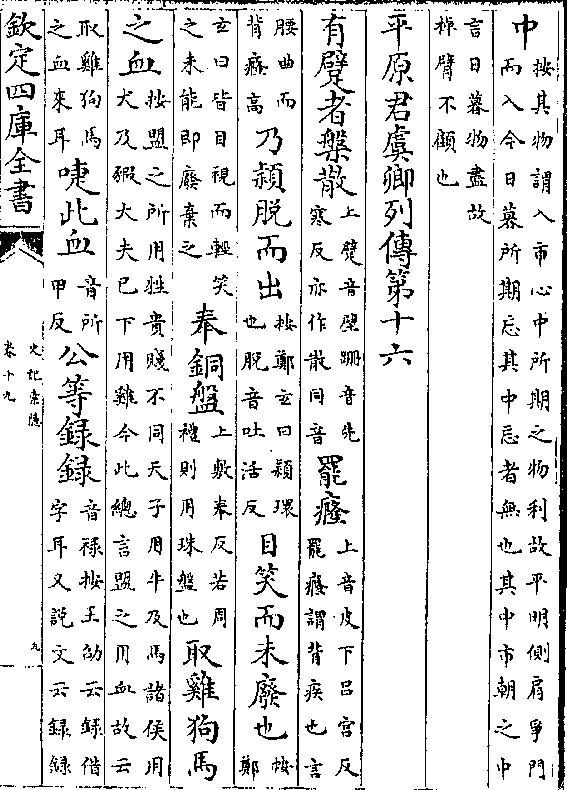 中
按其物謂入市心中所期之物利故平明側肩爭門
而入今日暮所期忘其中忘者無也其中市朝之中
言日暮物盡故
掉臂不顧也
平原君虞卿列傳第十六
有躄者槃散
上躄音壁跚音先
寒反亦作散同音
罷癃
上音皮下吕宫反
罷癃謂背疾也言
腰曲而
背癃高
乃穎脫而出
按鄭玄曰穎環
也脫音吐活反
目笑而未廢也
按
鄭
玄曰皆目視而輕笑
之未能即廢棄之
奉銅盤
上敷奉反若周
禮則用珠盤也
取雞狗馬
之血
按盟之所用牲貴賤不同天子用牛及馬諸侯用
犬及豭大夫已下用雞今此總言盟之用血故云
取雞狗馬
之血來耳
唼此血
音所
甲反
公等録録
音禄按王劭云録借
字耳又説文云録録
欽定四庫全書
史記索隱
卷十九
九